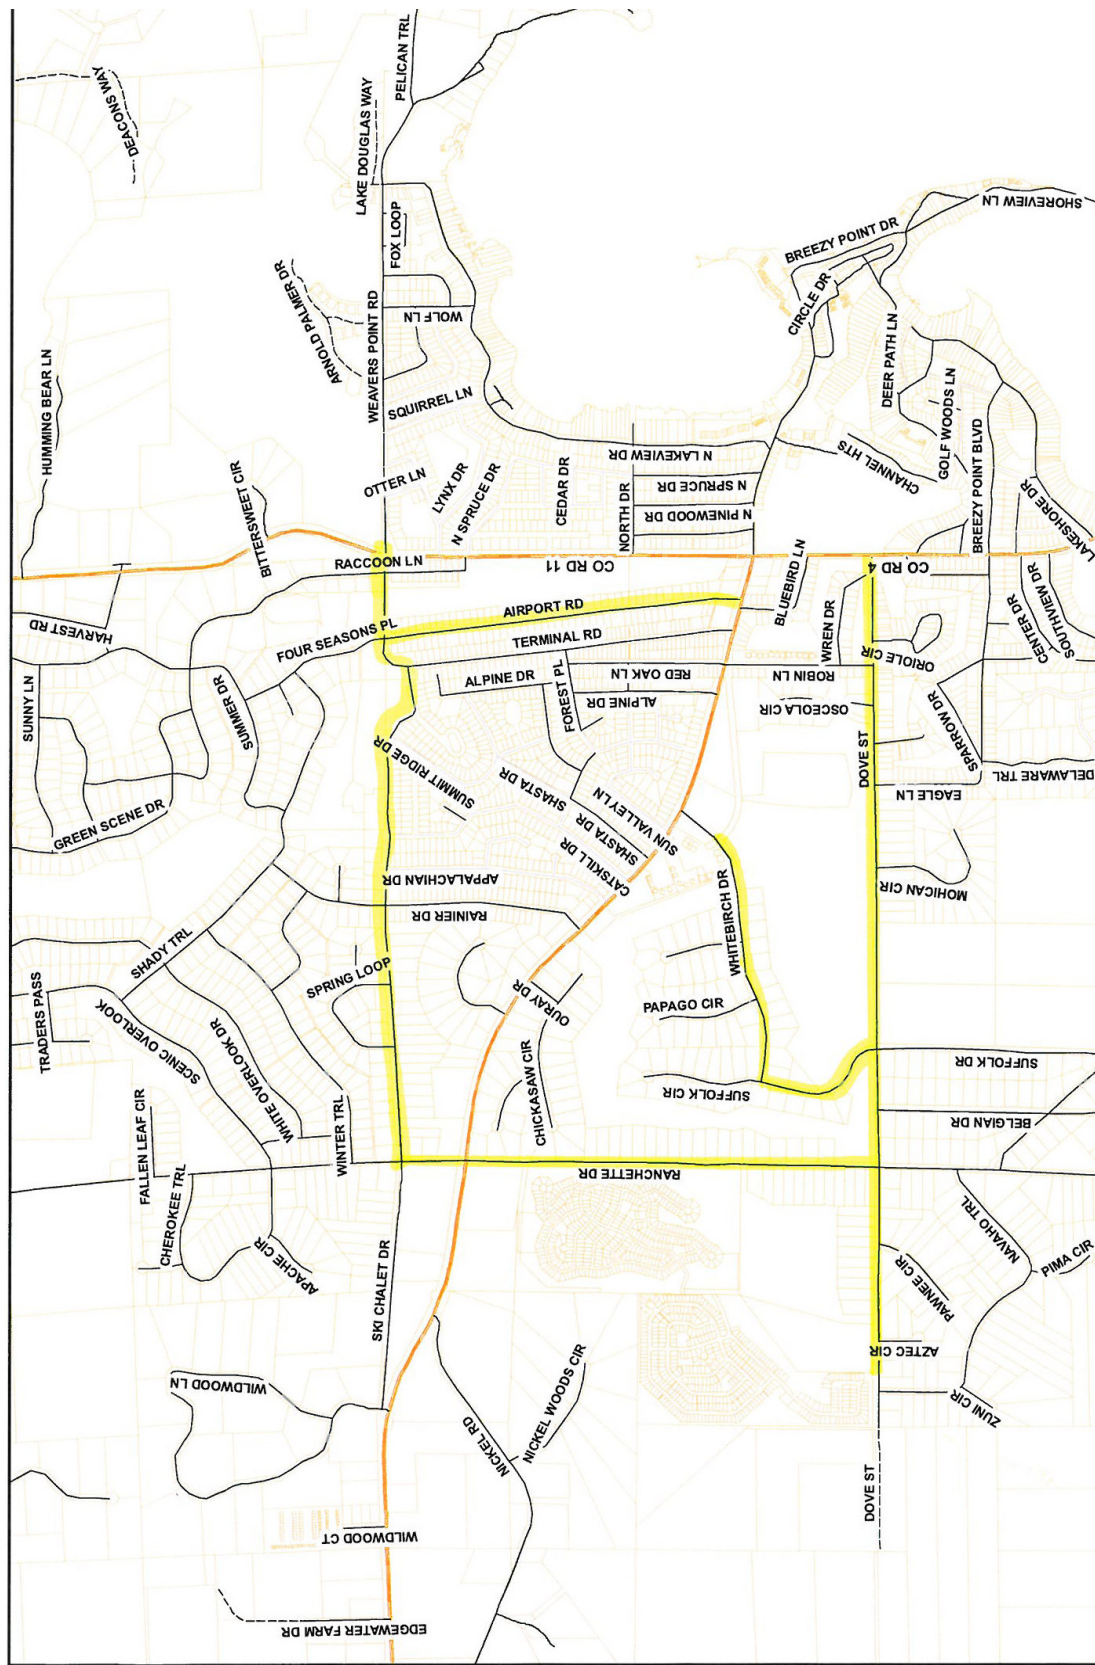 PELICAN TRL
DEACONS WAY
LAKE DOUGLAS WAY
FOX LOOP
SHOREVIEW LN
BREEZY POINT DR
ARNOLD PALMER DR
WEAVERS POINT RD
WOLF LN
CIRCLE DR
HUMMING BEAR LN
SQUIRREL LN
DEER PATH LN
GOLF WOODS LN
BITTERSWEET CIR
OTTER LN
LYNX DR
N SPRUCE DR
CEDAR DR
N LAKEVIEW DR
N SPRUCE DR
NORTH DR
N PINEWOOD DR
CHANNEL HTS
BREEZY POINT BLVD
LAKESHORE DR
RACCOON LN
CO RD 11
BLUEBIRD LN
CO RD 4
HARVEST RD
FOUR SEASONS PL
AIRPORT RD
TERMINAL RD
WREN DR
ORIOLE CIR
CENTER DR
SOUTHVIEW DR
SUNNY LN
SUMMER DR
ALPINE DR
FOREST PL
RED OAK LN
ALPINE DR
ROBIN LN
OSCEOLA CIR
SPARROW DR
DELAWARE TRL
SUMMIT RIDGE DR
SHASTA DR
SHASTA DR
SUN VALLEY LN
DOVE ST
EAGLE LN
GREEN SCENE DR
APPALACHIAN DR
CATSKILL DR
MOHICAN CIR
RAINIER DR
SHADY TRL
SPRING LOOP
WHITEBIRCH DR
TRADERS PASS
SCENIC OVERLOOK
OURAY DR
PAPAGO CIR
WHITE OVERLOOK DR
CHICKASAW CIR
SUFFOLK CIR
SUFFOLK DR
FALLEN LEAF CIR
WINTER TRL
BELGIAN DR
CHEROKEE TRL
RANCHETTE DR
APACHE CIR
SKI CHALET DR
NAVAHO TRL
PIMA CIR
PAWNEE CIR
AZTEC CIR
WILDWOOD LN
NICKEL RD
NICKEL WOODS CIR
ZUNI CIR
DOVE ST
WILDWOOD CT
EDGEWATER FARM DR